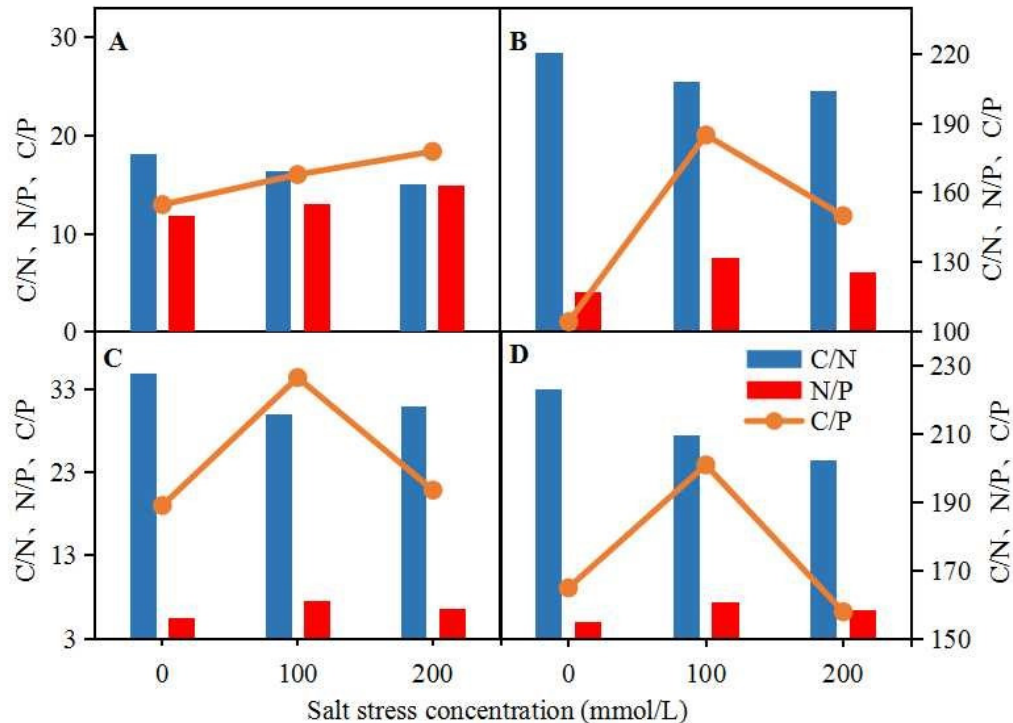 A
B
C/N、N/P、C/P
30
20
10
0
220
190
160
130
100
C/N、N/P、C/P
C
D
C/N
N/P
C/P
C/N、N/P、C/P
33
23
13
3
230
210
190
170
150
C/N、N/P、C/P
0 100 200 0 100 200
Salt stress concentration (mmol/L)